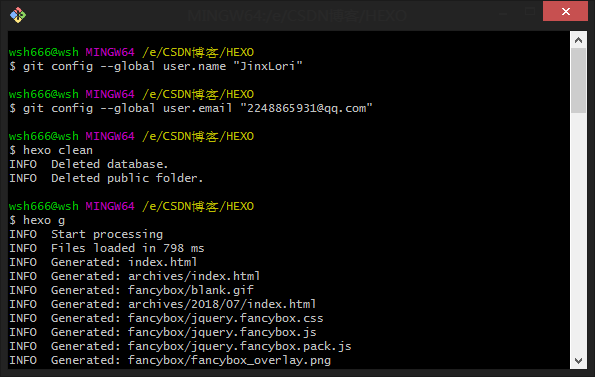 MINGW64:/e/CSDN博客/HEXO
wsh666@wsh MINGW64 /e/CSDN博客/HEXO
$ git config --global user.name "JinxLori"
wsh666@wsh MINGW64 /e/CSDN博客/HEXO
$ git config --global user.email "2248865931@qq.com"
wsh666@wsh MINGW64 /e/CSDN博客/HEXO
$ hexo clean
INFO  Deleted database.
INFO  Deleted public folder.
wsh666@wsh MINGW64 /e/CSDN博客/HEXO
$ hexo g
INFO  Start processing
INFO  Files loaded in 798 ms
INFO  Generated: index.html
INFO  Generated: archives/index.html
INFO  Generated: fancybox/blank.gif
INFO  Generated: archives/2018/07/index.html
INFO  Generated: fancybox/jquery.fancybox.css
INFO  Generated: fancybox/jquery.fancybox.js
INFO  Generated: fancybox/jquery.fancybox.pack.js
INFO  Generated: fancybox/fancybox_overlay.png